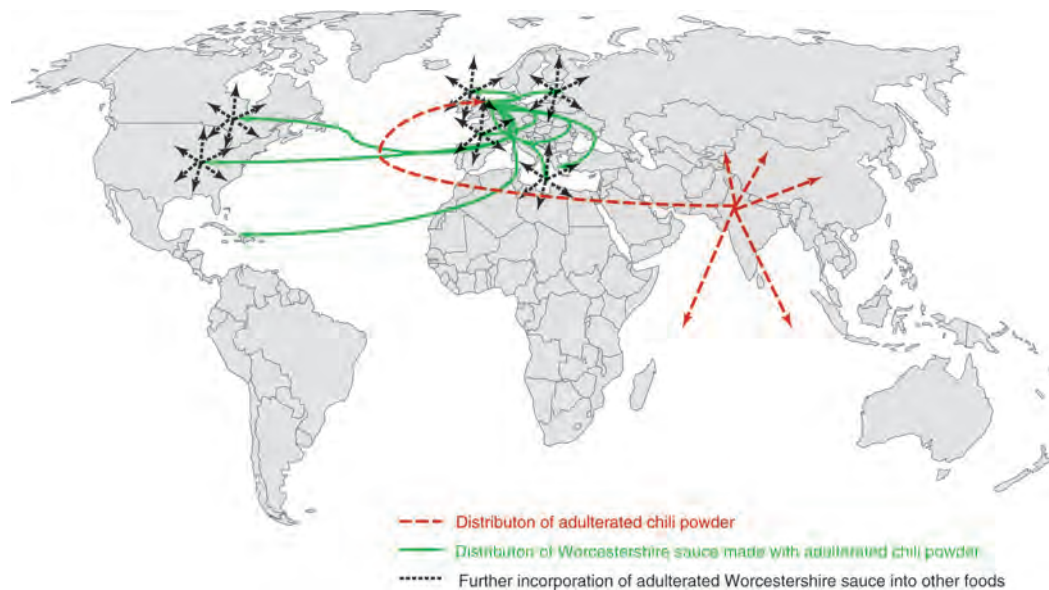 Distributon of adulterated chili powder
Distributon of Worcestershire sauce made with adulterated chili powder
Further incorporation of adulterated Worcestershire sauce into other foods